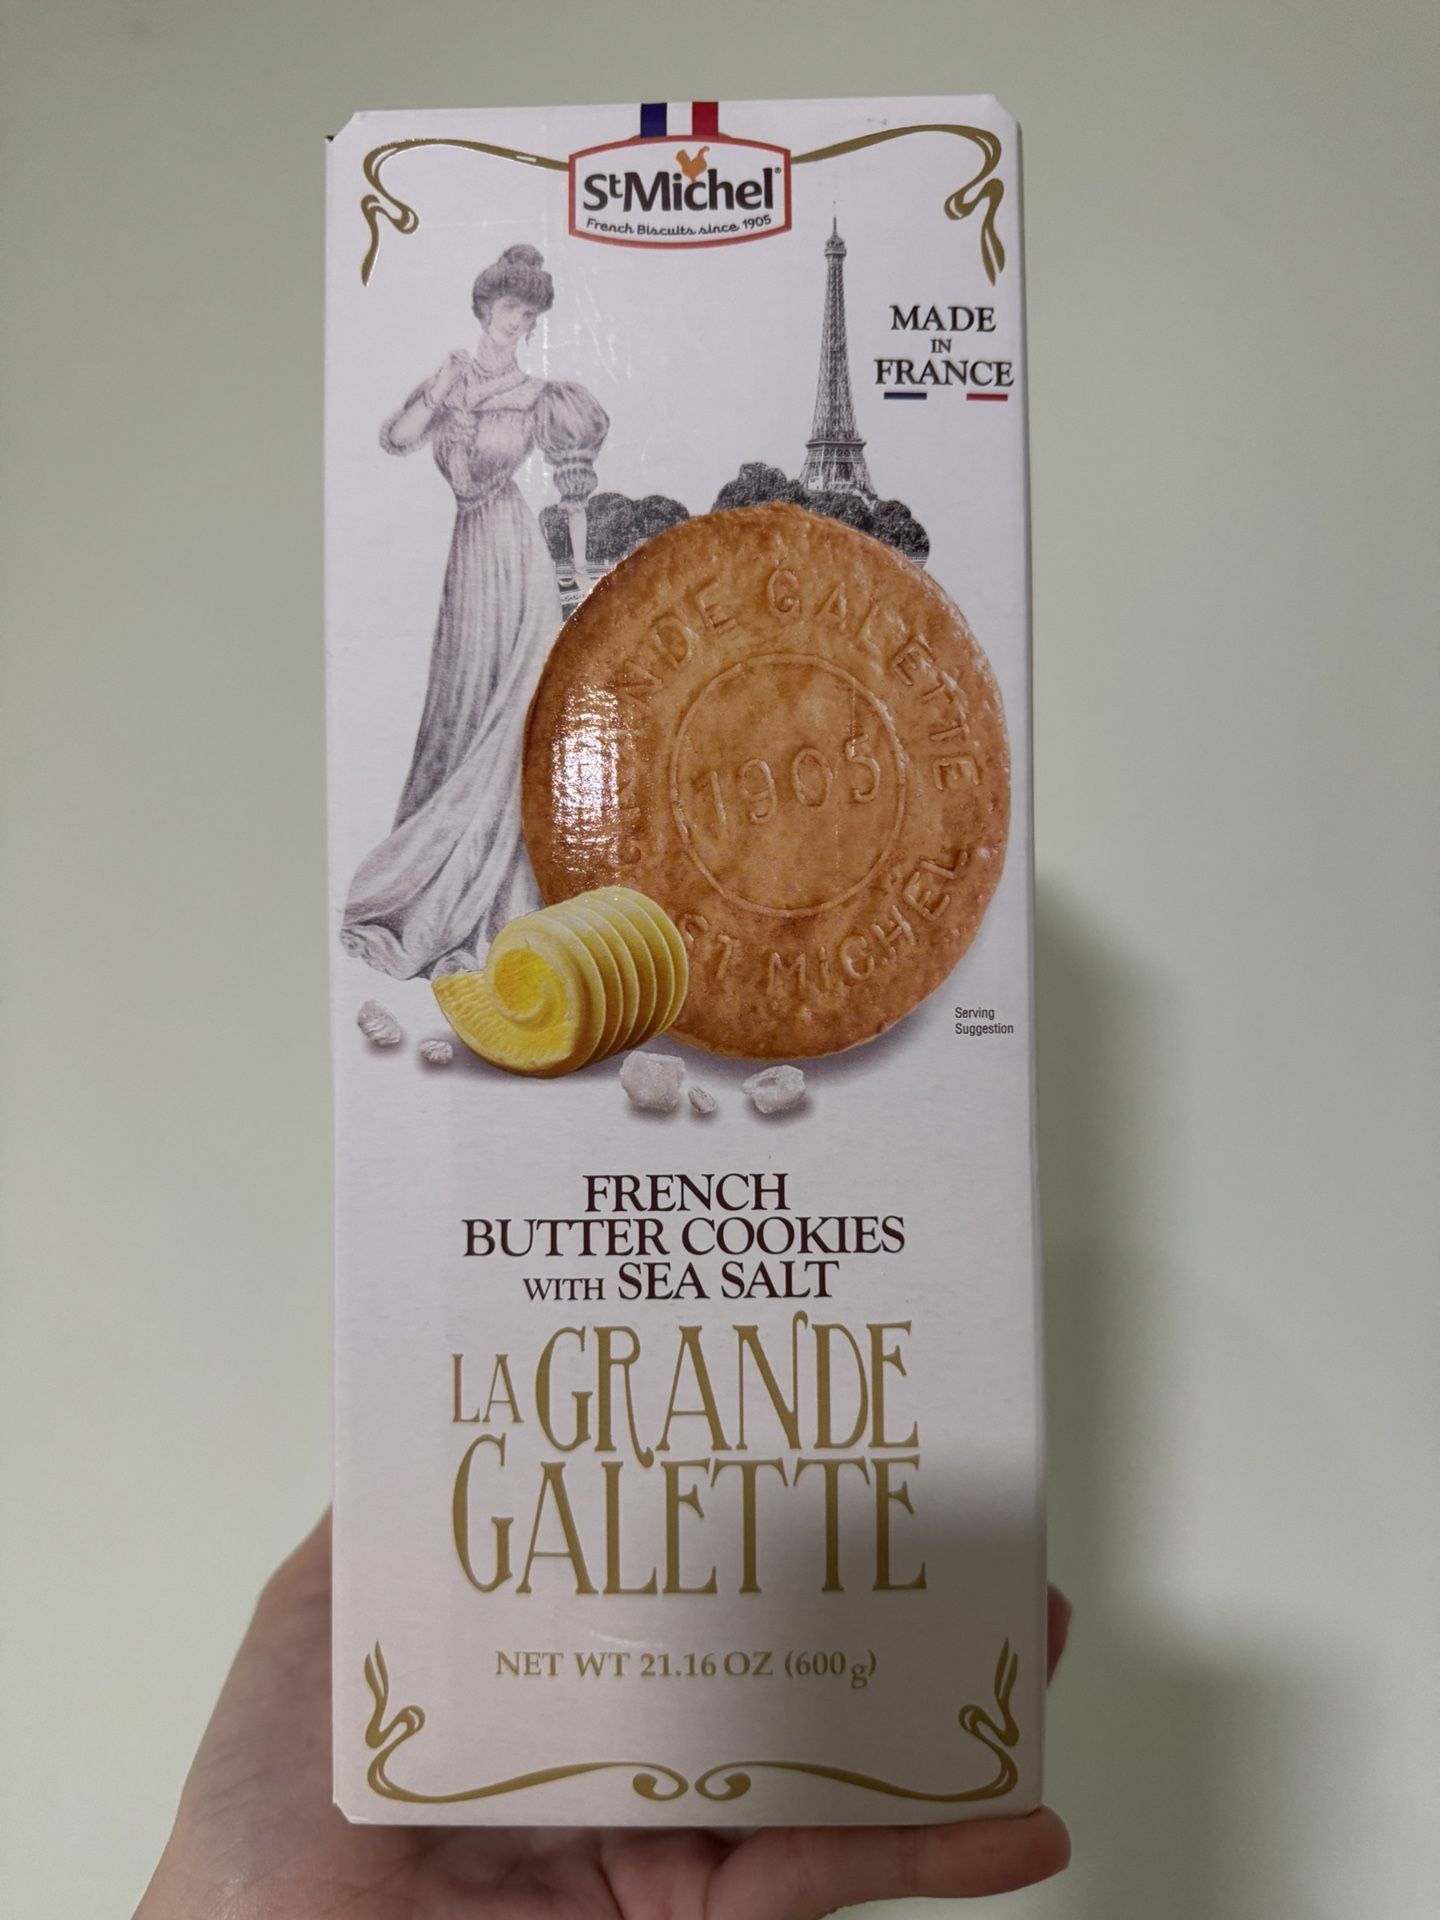 StMichel®
French Biscuits since 1905
MADE
IN
FRANCE
GRANDE GALETTE
1905
ST MICHEL
Serving
Suggestion
FRENCH
BUTTER COOKIES
WITH SEA SALT
LA GRANDE
GALETTE
NET WT 21.16 OZ (600 g)